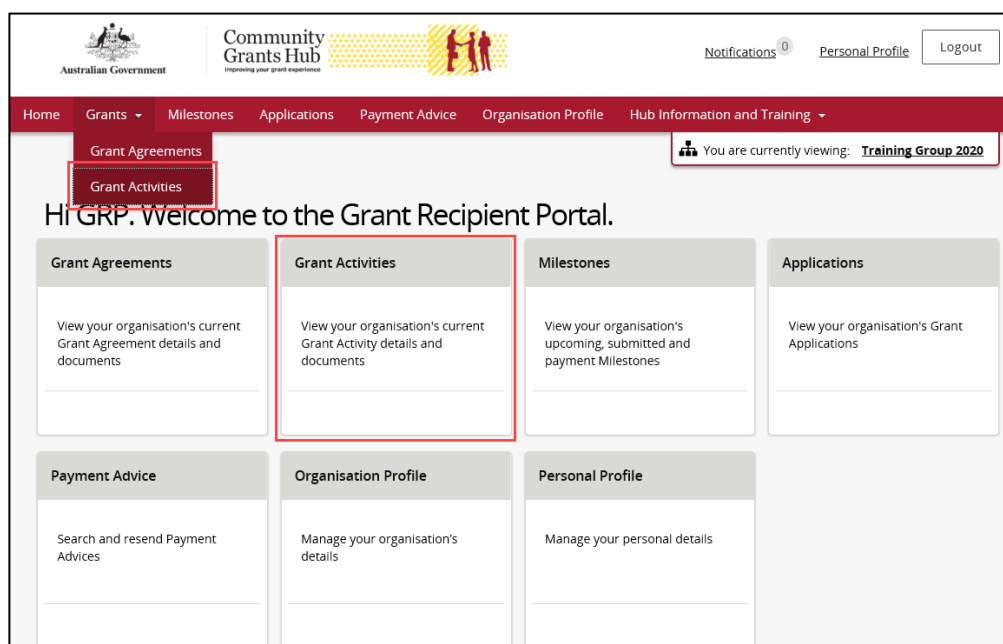 Australian Government
Community
Grants Hub
Improving your grant experience
Notifications 0
Personal Profile
Logout
Home Grants Milestones Applications Payment Advice Organisation Profile Hub Information and Training
Grant Agreements
Grant Activities
You are currently viewing: Training Group 2020
Hi GRP. Welcome to the Grant Recipient Portal.
Grant Agreements
View your organisation's current
Grant Agreement details and
documents
Grant Activities
View your organisation's current
Grant Activity details and
documents
Milestones
View your organisation's
upcoming, submitted and
payment Milestones
Applications
View your organisation's Grant
Applications
Payment Advice
Search and resend Payment
Advices
Organisation Profile
Manage your organisation's
details
Personal Profile
Manage your personal details